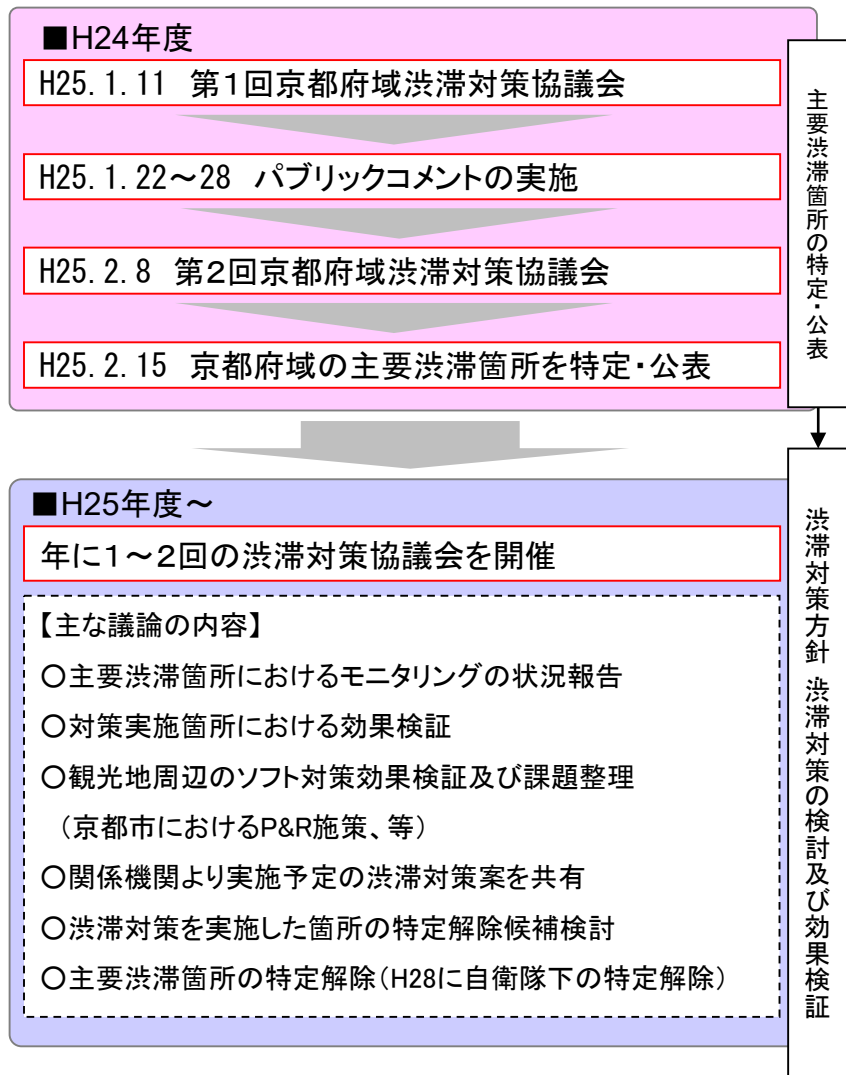 ■H24年度
H25.1.11 第1回京都府域渋滞対策協議会
H25.1.22～28 パブリックコメントの実施
H25.2.8 第2回京都府域渋滞対策協議会
H25.2.15 京都府域の主要渋滞箇所を特定・公表
主要渋滞箇所の特定・公表
■H25年度～
年に1～2回の渋滞対策協議会を開催
【主な議論の内容】
○主要渋滞箇所におけるモニタリングの状況報告
○対策実施箇所における効果検証
○観光地周辺のソフト対策効果検証及び課題整理
（京都市におけるP&R施策、等）
○関係機関より実施予定の渋滞対策案を共有
○渋滞対策を実施した箇所の特定解除候補検討
○主要渋滞箇所の特定解除（H28に自衛隊下の特定解除）
渋滞対策方針 渋滞対策の検討及び効果検証